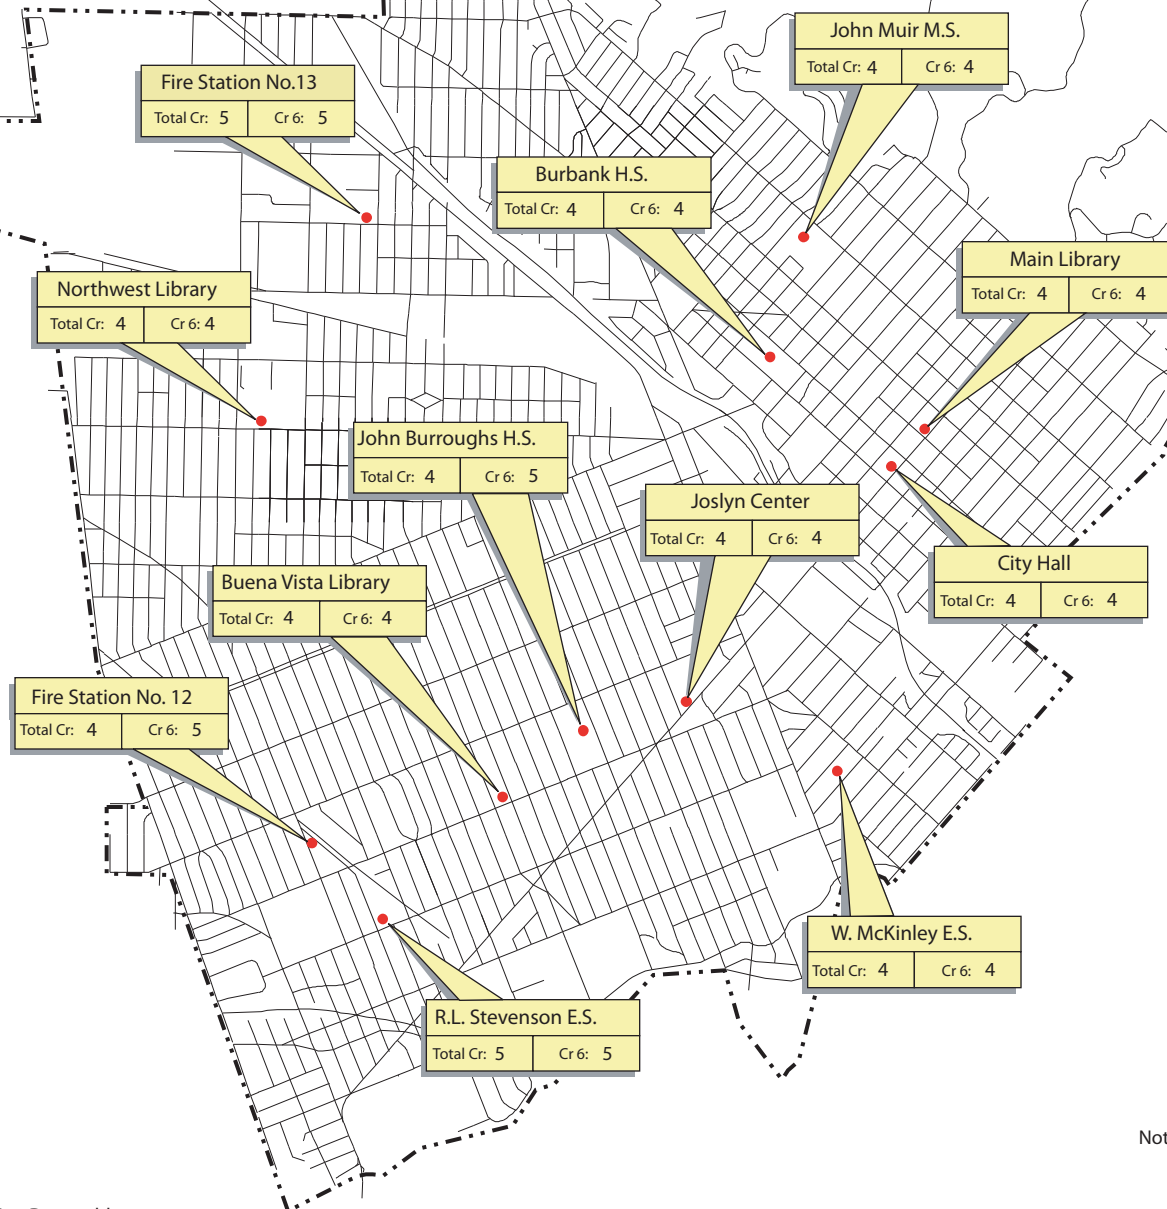 John Muir M.S.
Total Cr: 4 Cr 6: 4
Fire Station No.13
Total Cr: 5 Cr 6: 5
Burbank H.S.
Total Cr: 4 Cr 6: 4
Main Library
Total Cr: 4 Cr 6: 4
Northwest Library
Total Cr: 4 Cr 6: 4
John Burroughs H.S.
Total Cr: 4 Cr 6: 5
Joslyn Center
Total Cr: 4 Cr 6: 4
City Hall
Total Cr: 4 Cr 6: 4
Buena Vista Library
Total Cr: 4 Cr 6: 4
Fire Station No. 12
Total Cr: 4 Cr 6: 5
W. McKinley E.S.
Total Cr: 4 Cr 6: 4
R.L. Stevenson E.S.
Total Cr: 5 Cr 6: 5
Not